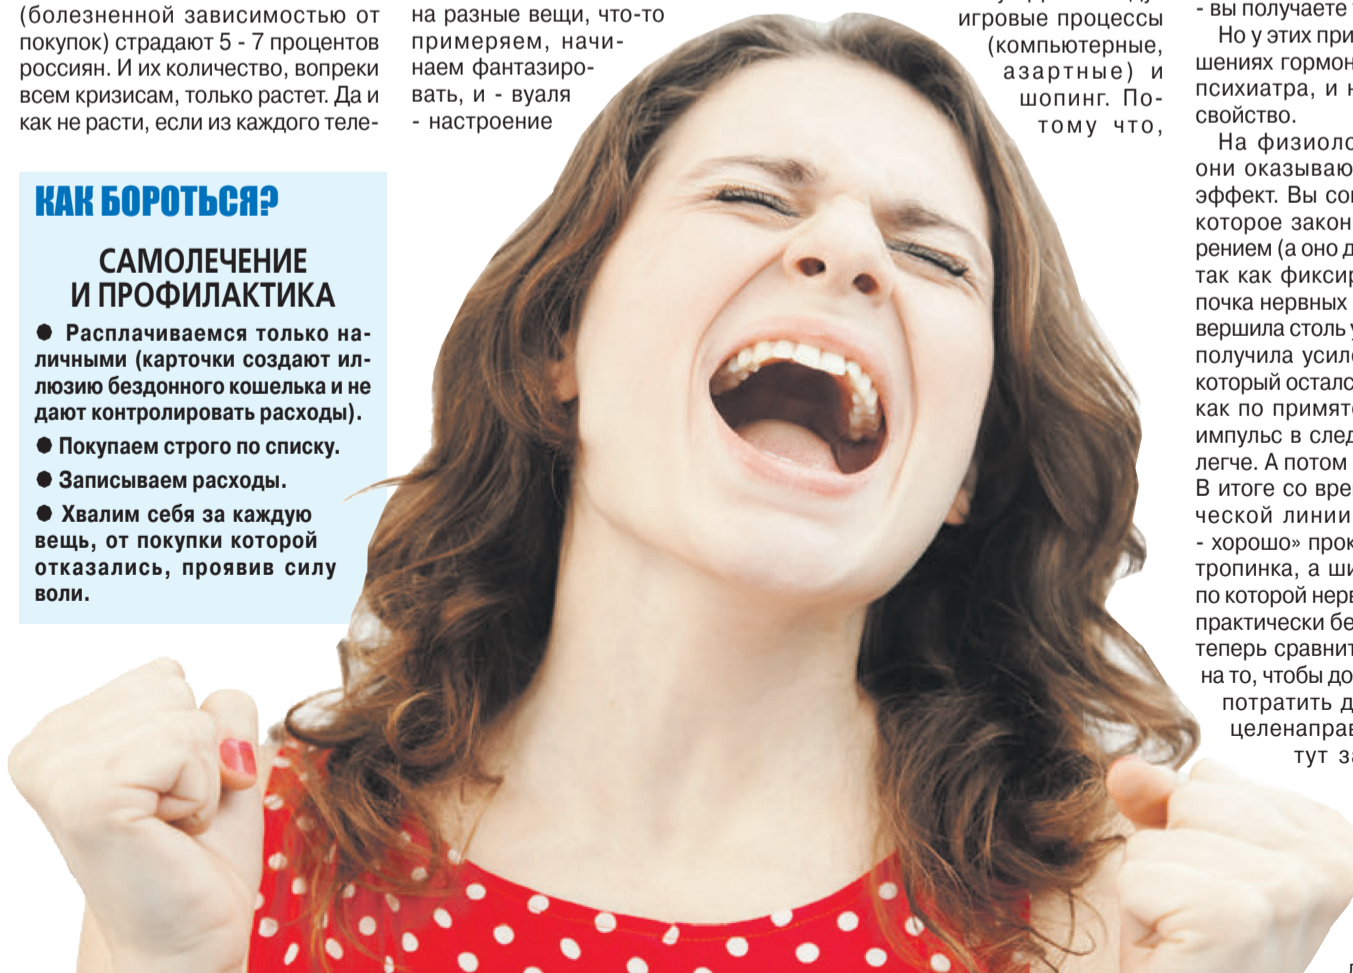 (болезненной зависимостью от
покупок) страдают 5 - 7 процентов
россиян. И их количество, вопреки
всем кризисам, только растет. Да и
как не расти, если из каждого теле-
КАК БОРОТЬСЯ?
САМОЛЕЧЕНИЕ
И ПРОФИЛАКТИКА
● Расплачиваемся только на-
личными (карточки создают ил-
люзию бездонного кошелька и не
дают контролировать расходы).
● Покупаем строго по списку.
● Записываем расходы.
● Хвалим себя за каждую
вещь, от покупки которой
отказались, проявив силу
воли.
на разные вещи, что-то
примеряем, начи-
наем фантазиро-
вать, и - вуаля
- настроение
игровые процессы
(компьютерные,
азартные) и
шопинг. По-
тому что,
- вы получаете
Но у этих при
шениях гормон
психиатра, и н
свойство.
На физиоло
они оказываю
эффект. Вы со
которое закон
рением (а оно д
так как фиксир
почка нервных
вершила столь у
получила усил
который осталс
как по примят
импульс в след
легче. А потом
В итоге со вре
ческой линии
- хорошо» прок
тропинка, а ши
по которой нерв
практически бе
теперь сравнит
на то, чтобы до
потратить д
целенаправ
тут за